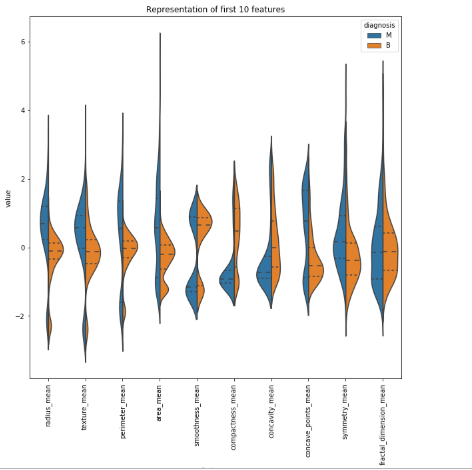 Representation of first 10 features
diagnosis
M
B
6
4
2
0
−2
value
radius_mean
texture_mean
perimeter_mean
area_mean
smoothness_mean
compactness_mean
concavity_mean
concave_points_mean
symmetry_mean
fractal_dimension_mean